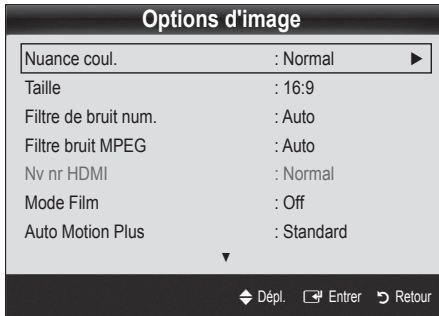 Options d'image
Nuance coul. : Normal ►
Taille : 16:9
Filtre de bruit num. : Auto
Filtre bruit MPEG : Auto
Nv nr HDMI : Normal
Mode Film : Off
Auto Motion Plus : Standard
▼
Dépl. Entrer Retour